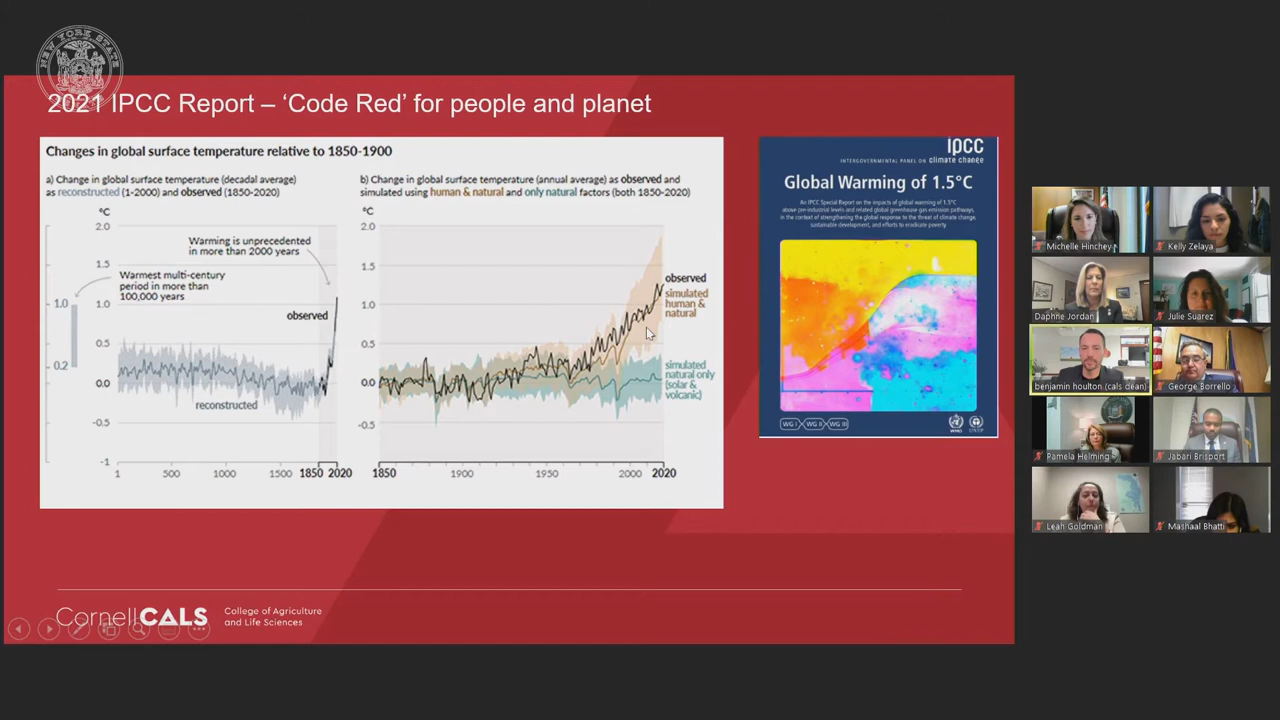 NEW YORK STATE
2021 IPCC Report – ‘Code Red’ for people and planet
Changes in global surface temperature relative to 1850-1900
a) Change in global surface temperature (decadal average)
as reconstructed (1-2000) and observed (1850-2020)
°C
2.0
1.5
1.0
0.5
0.0
-0.5
-1
1.0
0.2
Warming is unprecedented
in more than 2000 years
Warmest multi-century
period in more than
100,000 years
observed
reconstructed
1 500 1000 1500 1850 2020
b) Change in global surface temperature (annual average) as observed and
simulated using human & natural and only natural factors (both 1850-2020)
°C
2.0
1.5
1.0
0.5
0.0
-0.5
observed
simulated
human &
natural
simulated
natural only
(solar &
volcanic)
1850 1900 1950 2000 2020
ipcc
INTERGOVERNMENTAL PANEL ON climate change
Global Warming of 1.5°C
An IPCC Special Report on the impacts of global warming of 1.5°C
above pre-industrial levels and related global greenhouse gas emission pathways,
in the context of strengthening the global response to the threat of climate change,
sustainable development, and efforts to eradicate poverty
WG I WG II WG III
WMO UNEP
CornellCALS
College of Agriculture
and Life Sciences
Michelle Hinchey
Kelly Zelaya
Daphne Jordan
Julie Suarez
benjamin houlton (cals dean)
George Borrello
Pamela Helming
Jabari Brisport
Leah Goldman
Mashaal Bhatti